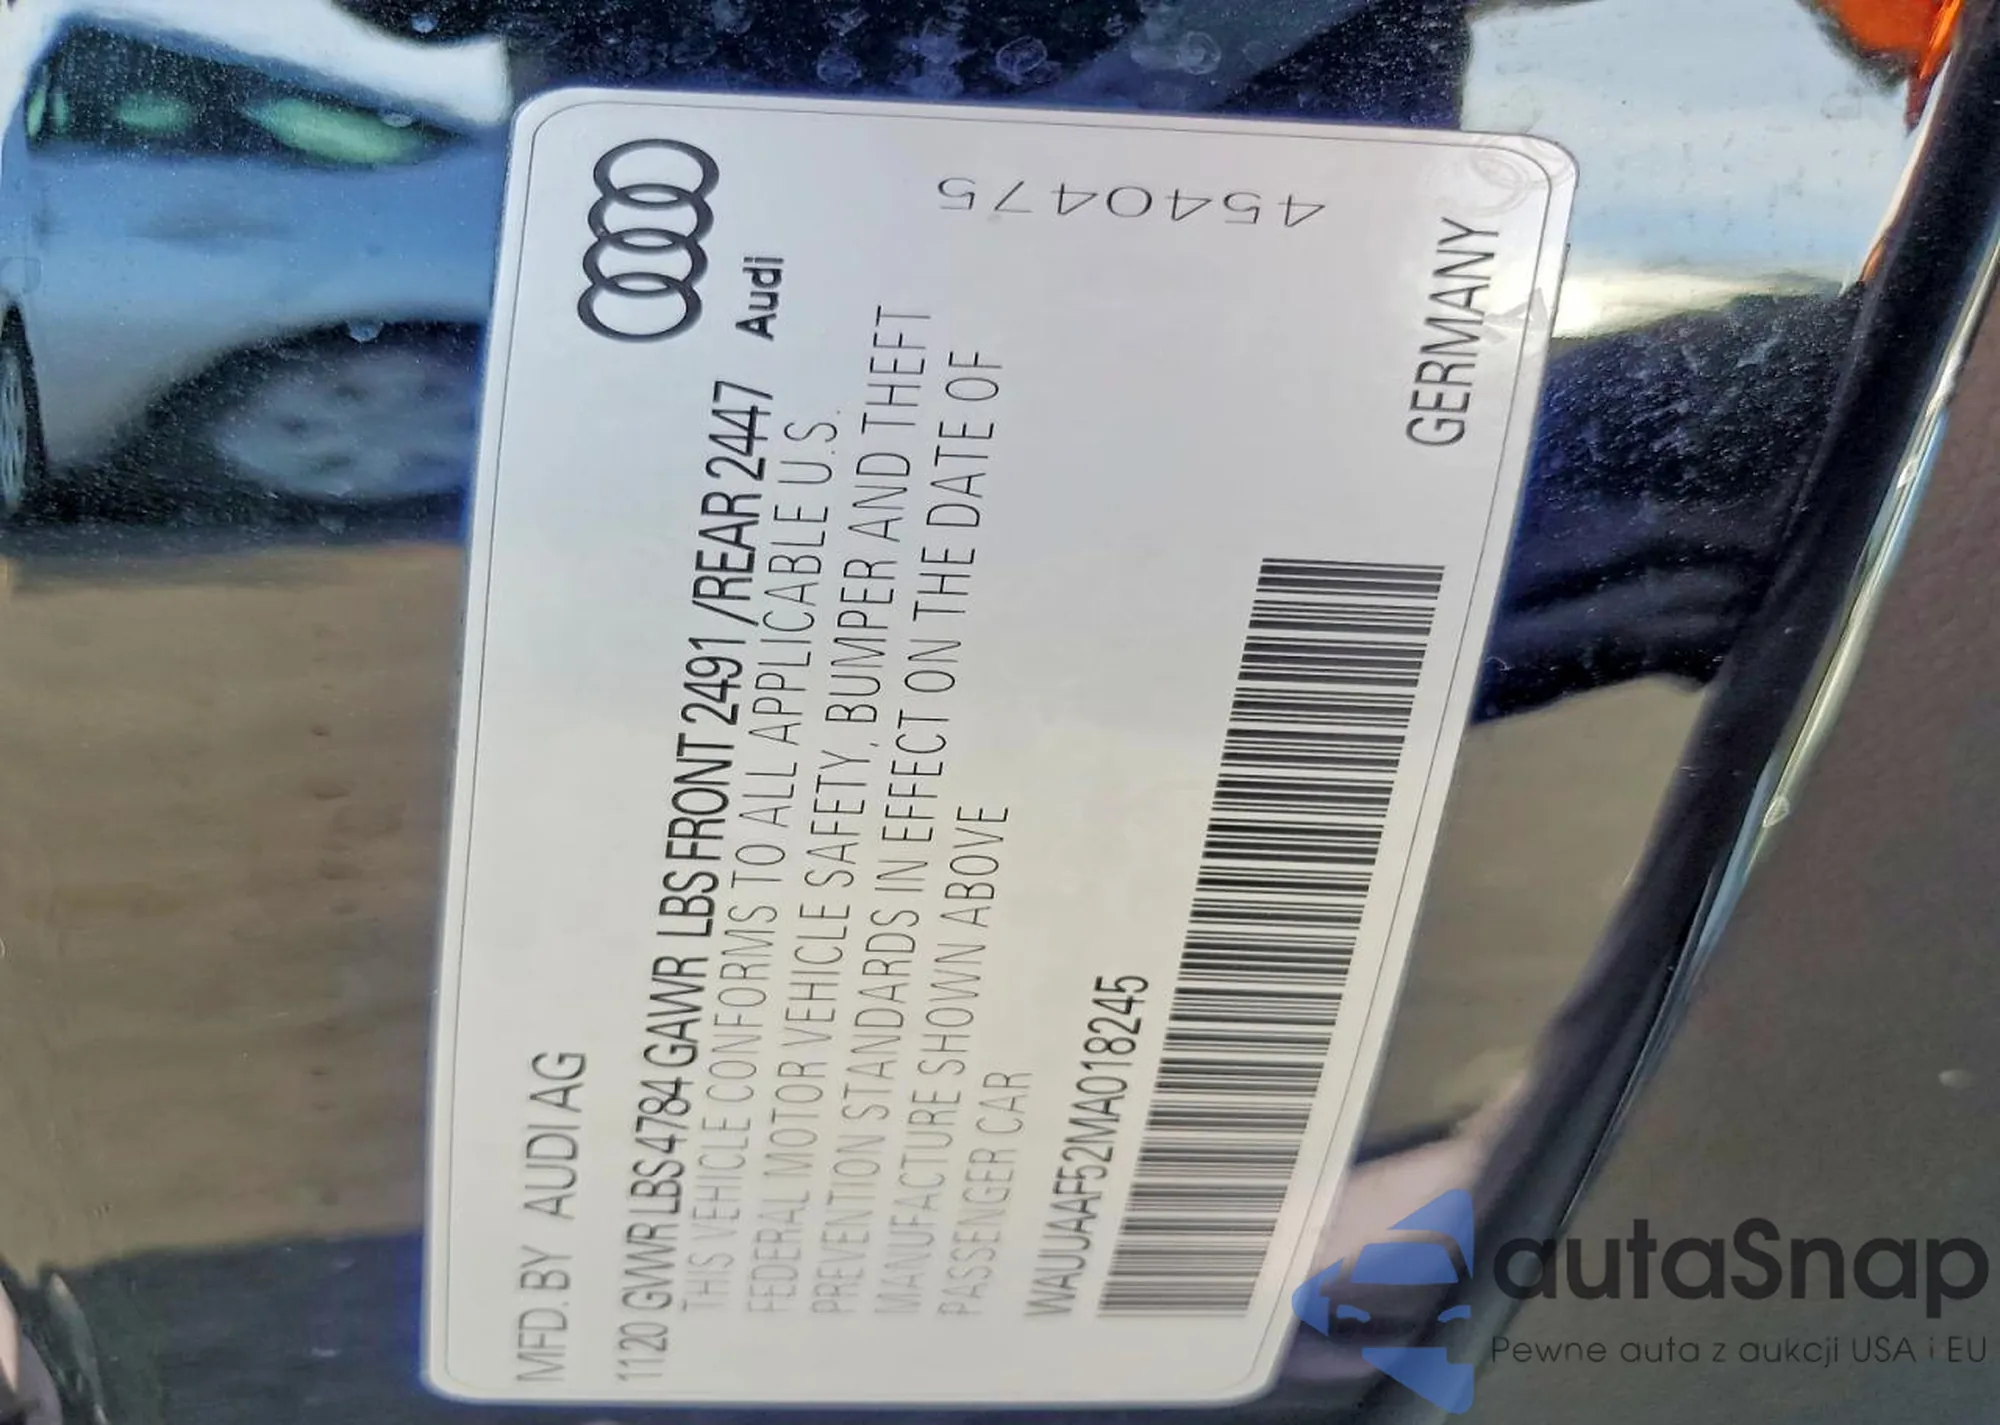 MFD. BY AUDI AG
1120 GVWR LBS 4784 GAWR LBS FRONT 2491 /REAR 2447
Audi
THIS VEHICLE CONFORMS TO ALL APPLICABLE U.S.
FEDERAL MOTOR VEHICLE SAFETY, BUMPER AND THEFT
PREVENTION STANDARDS IN EFFECT ON THE DATE OF
MANUFACTURE SHOWN ABOVE
PASSENGER CAR
4540475
WAUUAAF52MA018245
GERMANY
autaSnap
Pewne auta z aukcji USA i EU